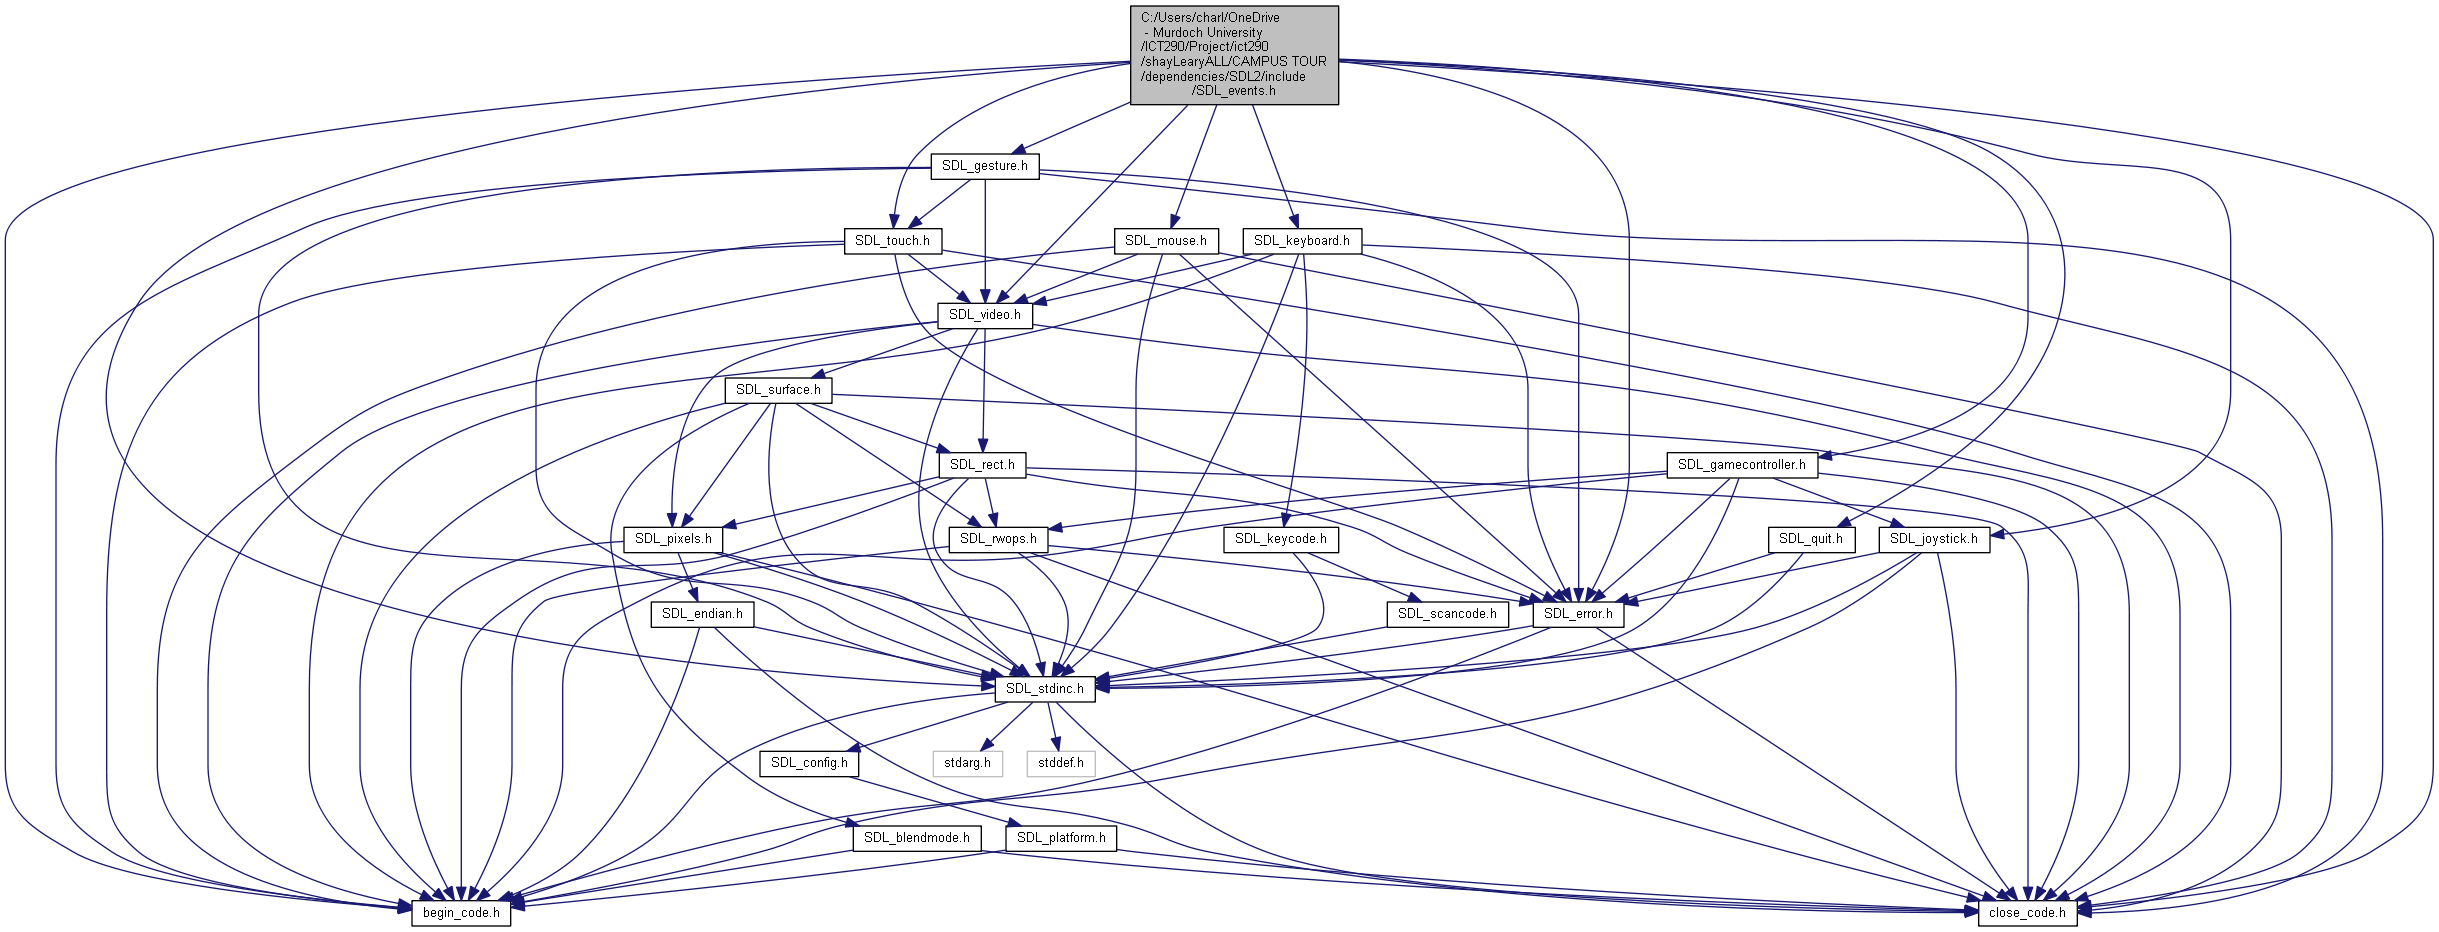 C:/Users/charl/OneDrive
- Murdoch University
/ICT290/Project/ict290
/shayLearyALL/CAMPUS TOUR
/dependencies/SDL2/include
/SDL_events.h
SDL_gesture.h
SDL_touch.h
SDL_mouse.h
SDL_keyboard.h
SDL_video.h
SDL_surface.h
SDL_rect.h
SDL_gamecontroller.h
SDL_pixels.h
SDL_rwops.h
SDL_keycode.h
SDL_quit.h
SDL_joystick.h
SDL_endian.h
SDL_scancode.h
SDL_error.h
SDL_stdinc.h
SDL_config.h
stdarg.h
stddef.h
SDL_blendmode.h
SDL_platform.h
begin_code.h
close_code.h